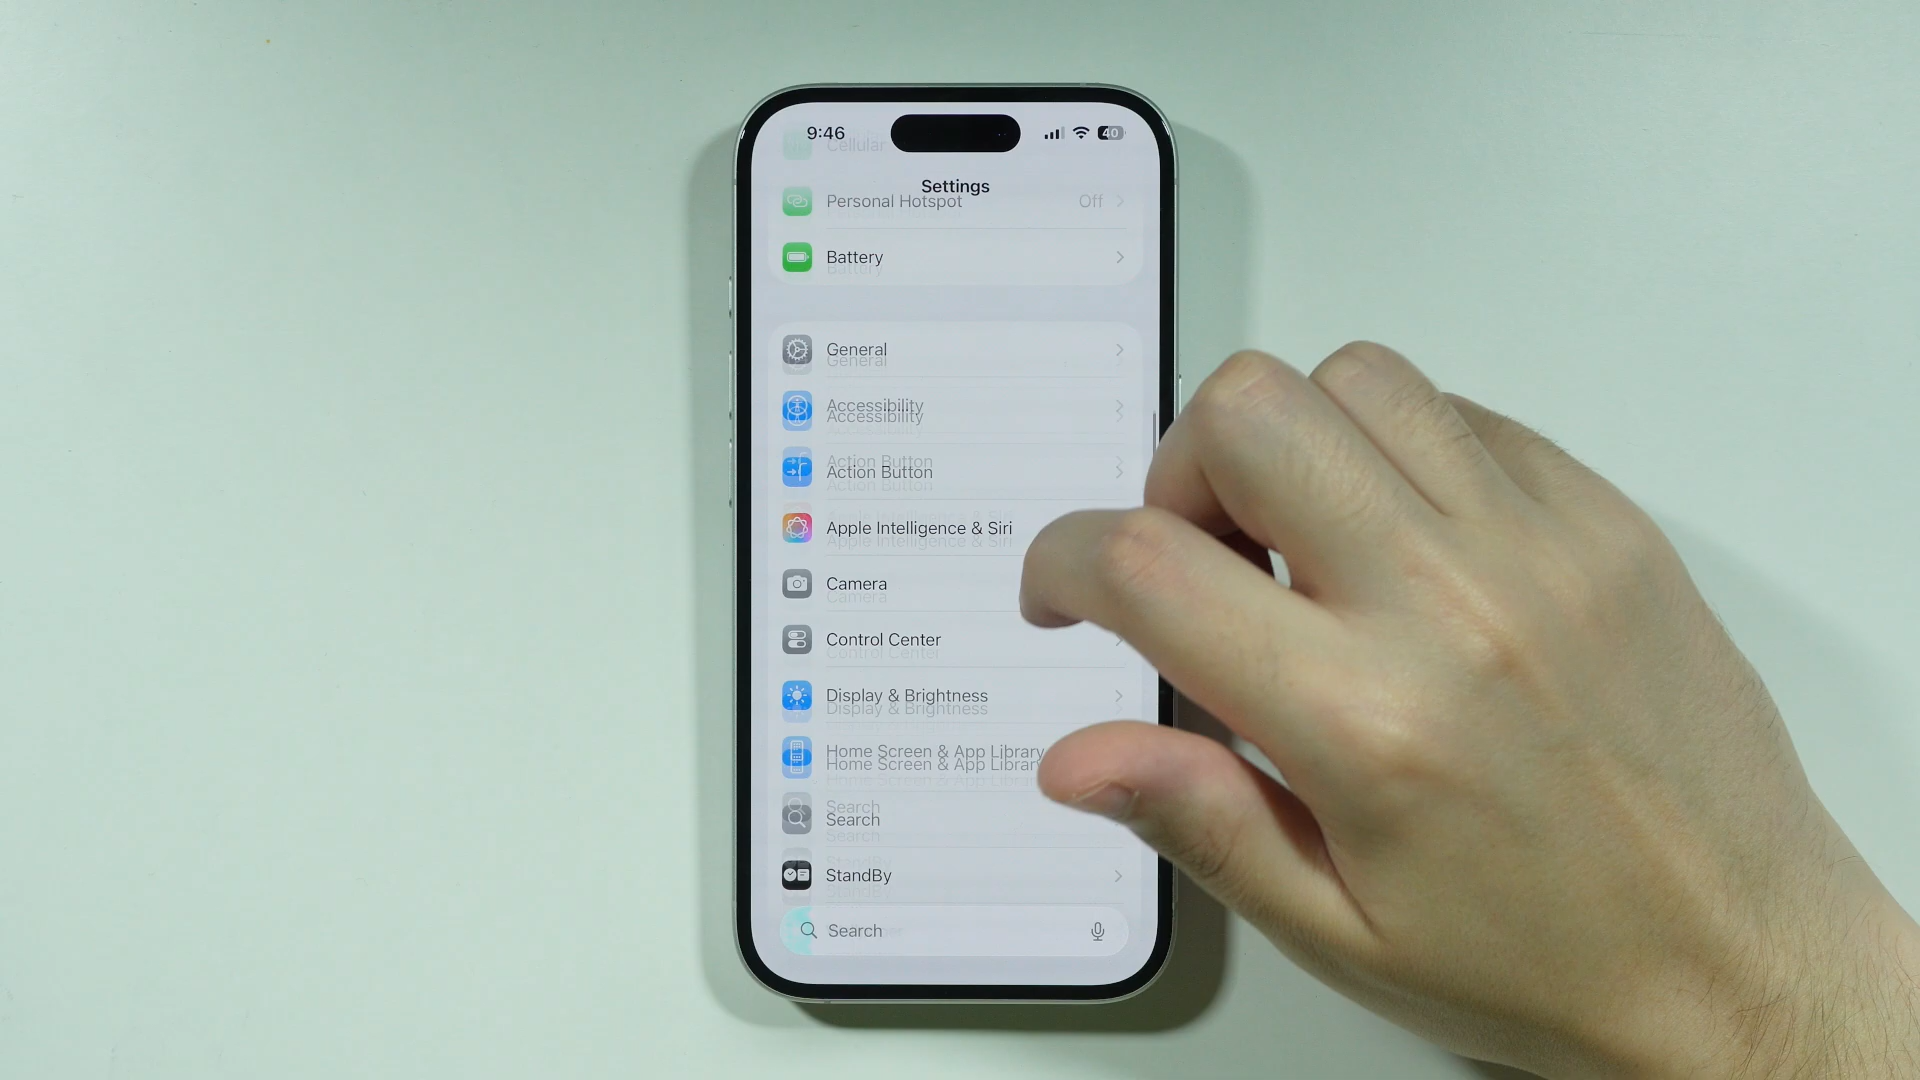 9:46
40
Cellular
Settings
Personal Hotspot Off
Battery
General
Accessibility
Action Button
Apple Intelligence & Siri
Camera
Control Center
Display & Brightness
Home Screen & App Library
Search
StandBy
Search